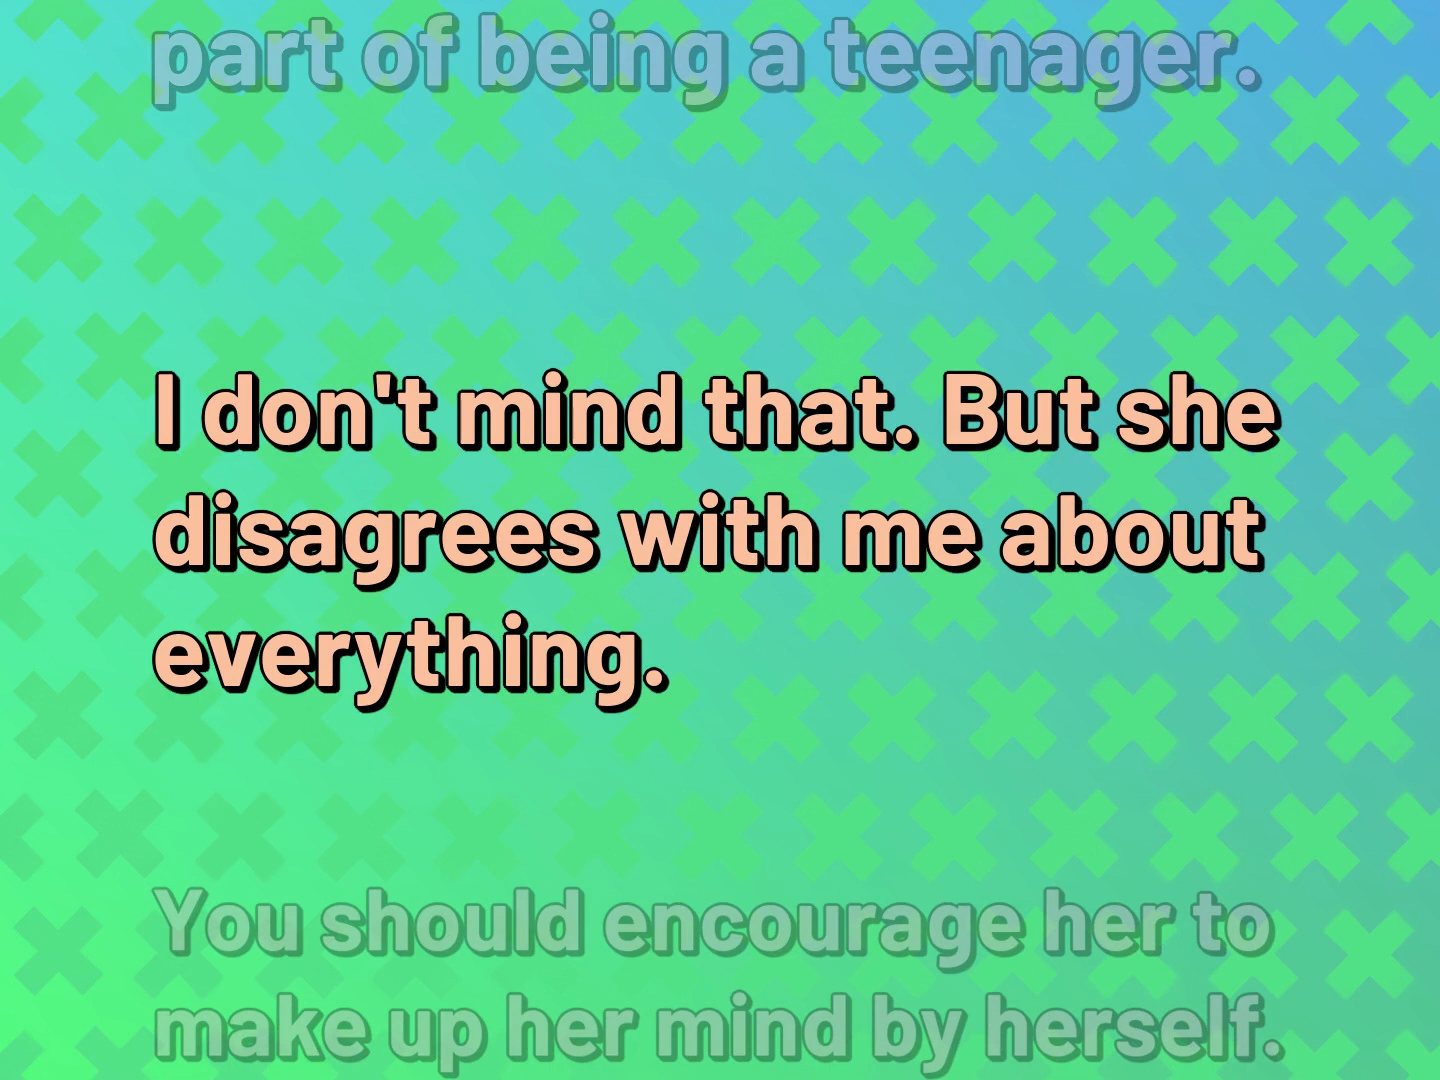 part of being a teenager.
I don't mind that. But she
disagrees with me about
everything.
You should encourage her to
make up her mind by herself.